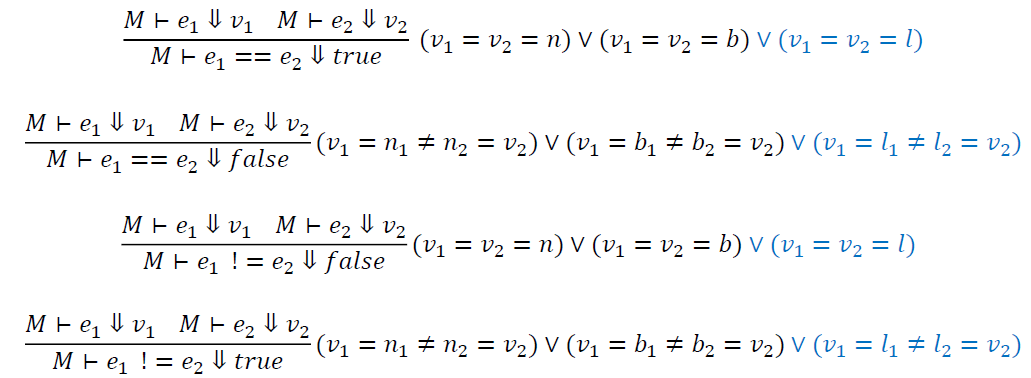 M ⊢ e₁ ⇓ v₁ M ⊢ e₂ ⇓ v₂
M ⊢ e₁ == e₂ ⇓ true (v₁ = v₂ = n) ∨ (v₁ = v₂ = b) ∨ (v₁ = v₂ = l)
M ⊢ e₁ ⇓ v₁ M ⊢ e₂ ⇓ v₂
M ⊢ e₁ == e₂ ⇓ false (v₁ = n₁ ≠ n₂ = v₂) ∨ (v₁ = b₁ ≠ b₂ = v₂) ∨ (v₁ = l₁ ≠ l₂ = v₂)
M ⊢ e₁ ⇓ v₁ M ⊢ e₂ ⇓ v₂
M ⊢ e₁ != e₂ ⇓ false (v₁ = v₂ = n) ∨ (v₁ = v₂ = b) ∨ (v₁ = v₂ = l)
M ⊢ e₁ ⇓ v₁ M ⊢ e₂ ⇓ v₂
M ⊢ e₁ != e₂ ⇓ true (v₁ = n₁ ≠ n₂ = v₂) ∨ (v₁ = b₁ ≠ b₂ = v₂) ∨ (v₁ = l₁ ≠ l₂ = v₂)